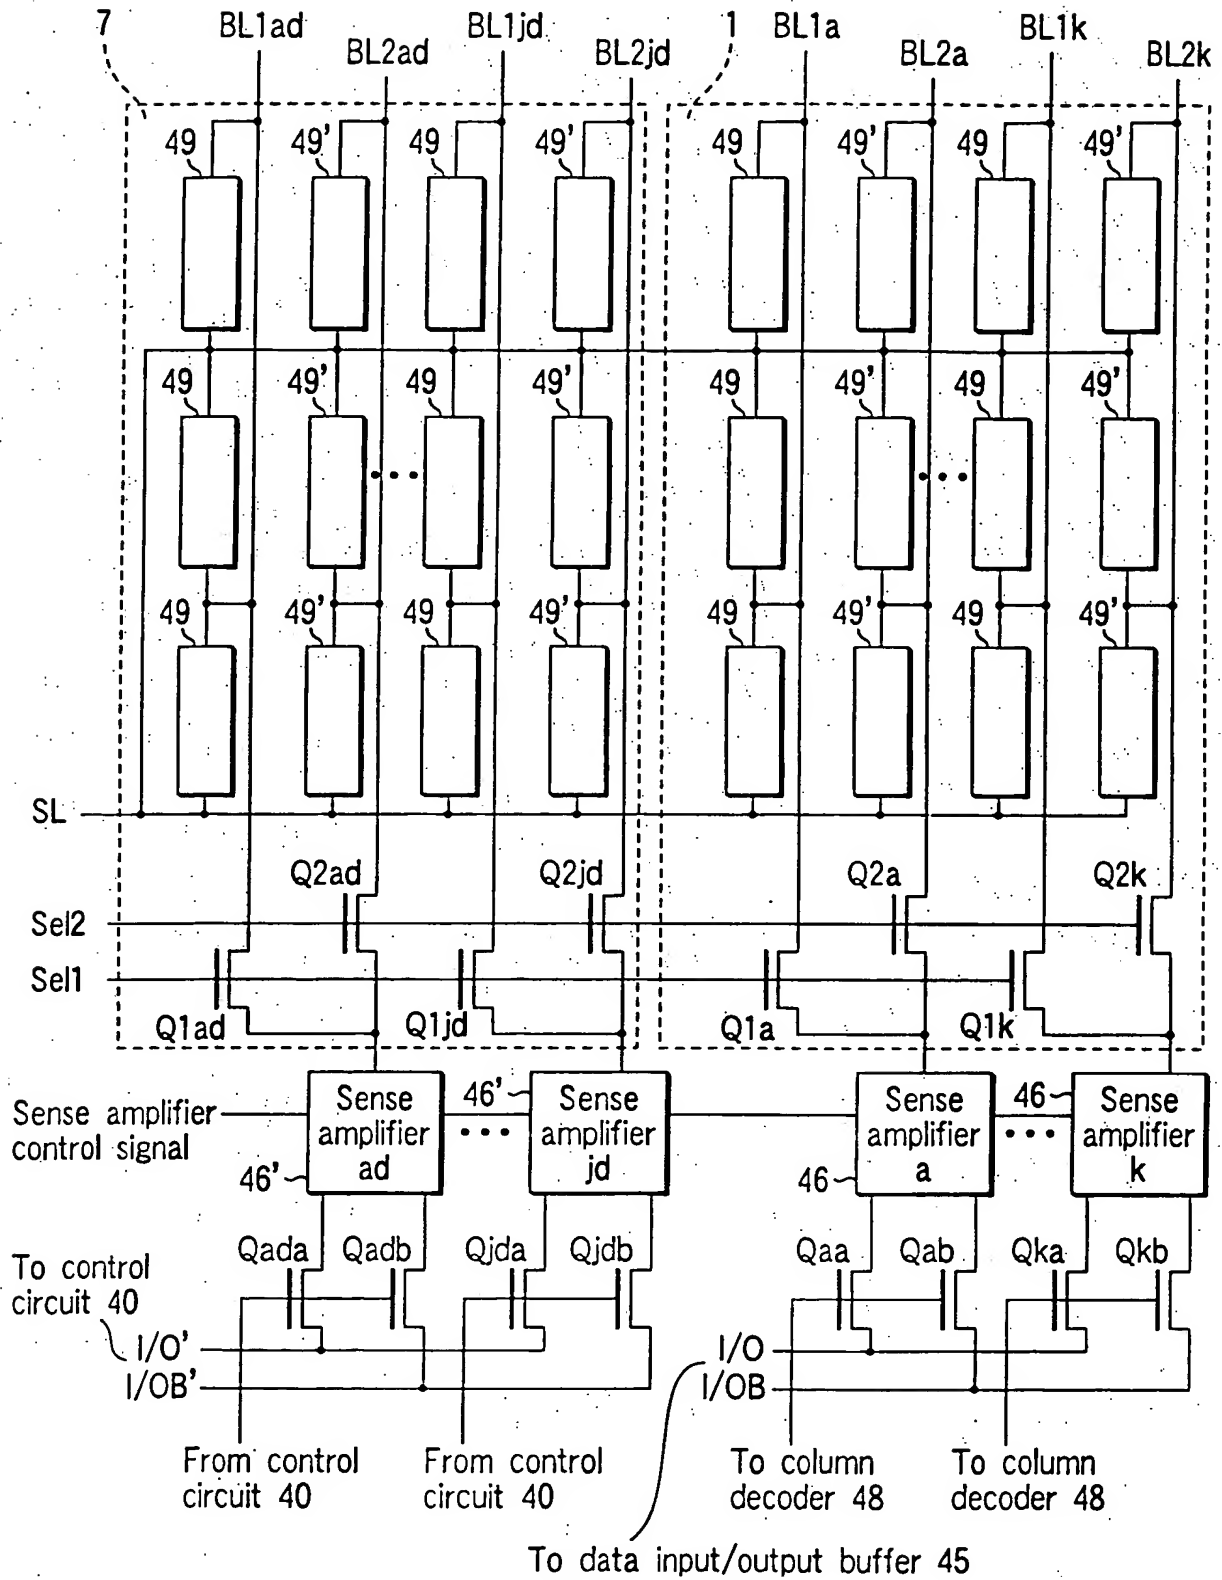 7 BL1ad BL1jd 1 BL1a BL1k
BL2ad BL2jd BL2a BL2k
49 49' 49 49' 49 49' 49 49'
49 49' 49 49' 49 49' 49 49'
49 49' 49 49' 49 49' 49 49'
SL
Q2ad Q2jd Q2a Q2k
Sel2
Sel1
Q1ad Q1jd Q1a Q1k
Sense amplifier
control signal
Sense
amplifier
ad
46'
46'
Sense
amplifier
jd
46
Sense
amplifier
a
46
Sense
amplifier
k
Qada Qadb Qjda Qjdb Qaa Qab Qka Qkb
To control
circuit 40
I/O' I/O
I/OB' I/OB
From control
circuit 40
From control
circuit 40
To column
decoder 48
To column
decoder 48
To data input/output buffer 45